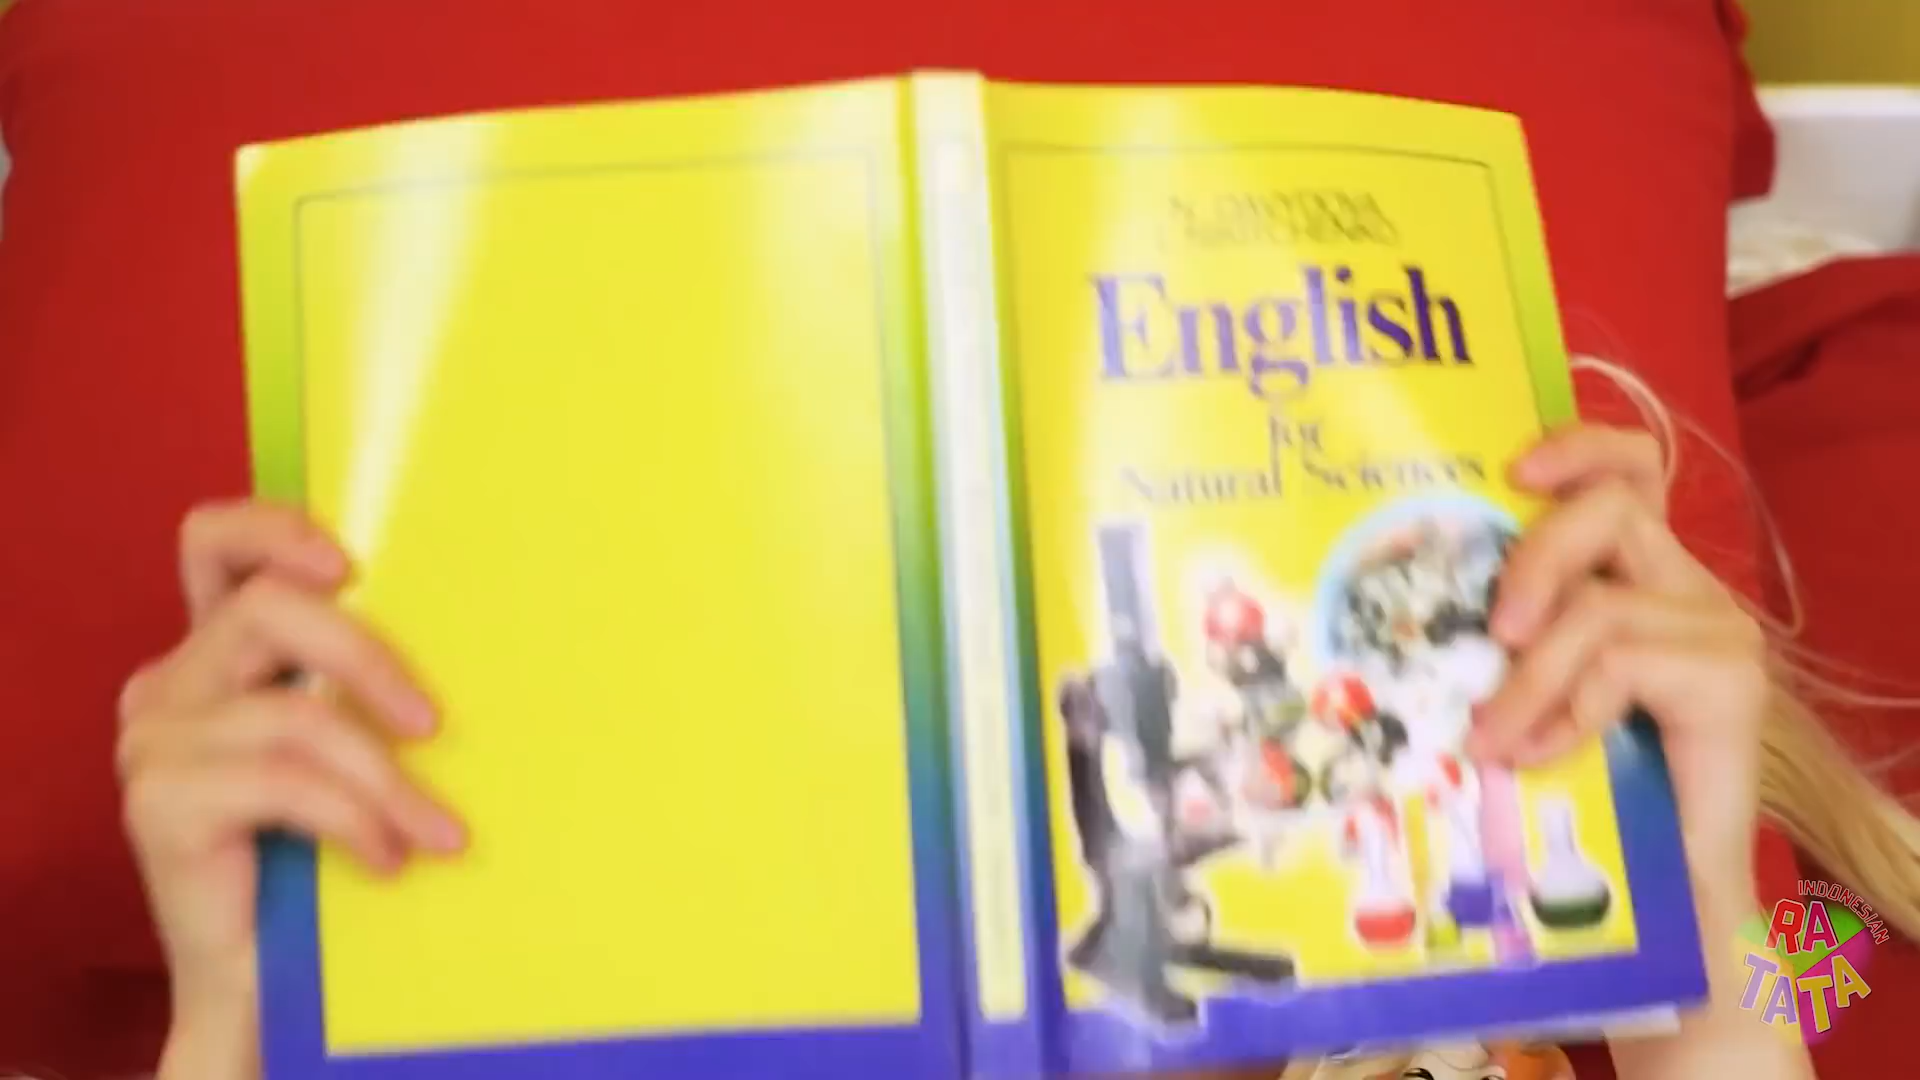 English
for
Natural Sciences
INDONESIAN
RA
TATA